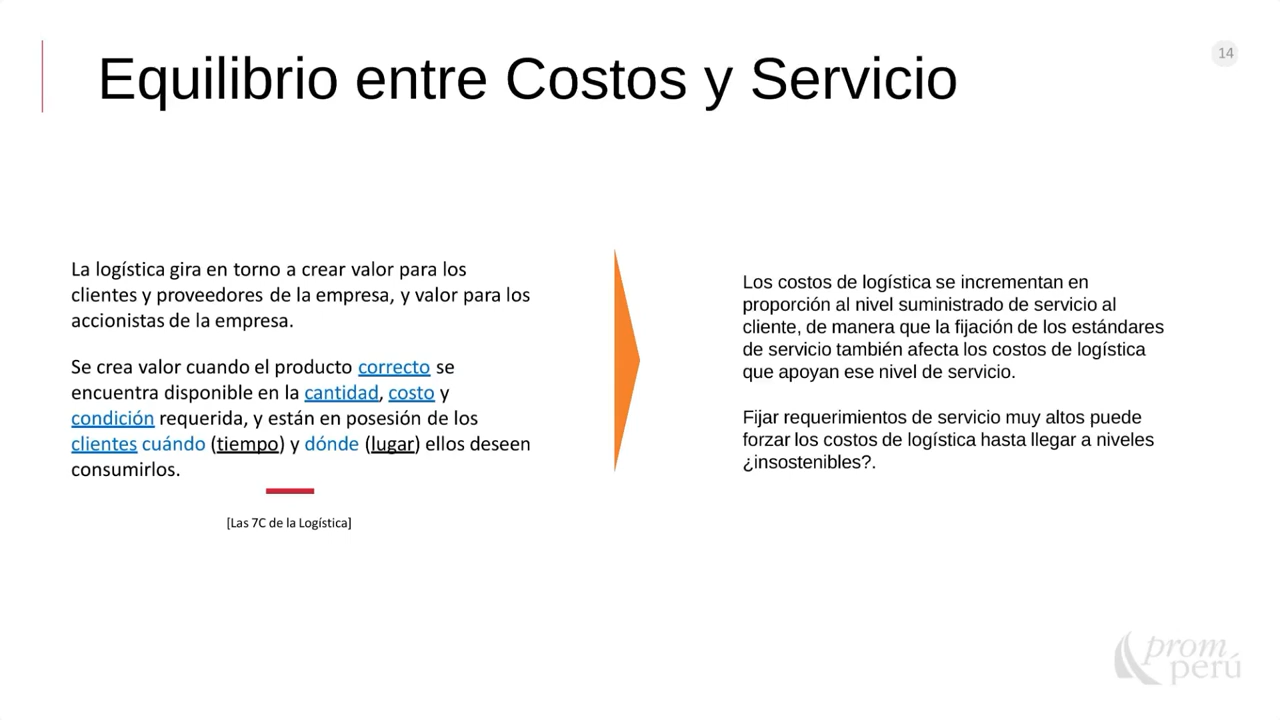 Equilibrio entre Costos y Servicio
14
La logística gira en torno a crear valor para los
clientes y proveedores de la empresa, y valor para los
accionistas de la empresa.
Se crea valor cuando el producto correcto se
encuentra disponible en la cantidad, costo y
condición requerida, y están en posesión de los
clientes cuándo (tiempo) y dónde (lugar) ellos deseen
consumirlos.
[Las 7C de la Logística]
Los costos de logística se incrementan en
proporción al nivel suministrado de servicio al
cliente, de manera que la fijación de los estándares
de servicio también afecta los costos de logística
que apoyan ese nivel de servicio.
Fijar requerimientos de servicio muy altos puede
forzar los costos de logística hasta llegar a niveles
¿insostenibles?.
prom
perú